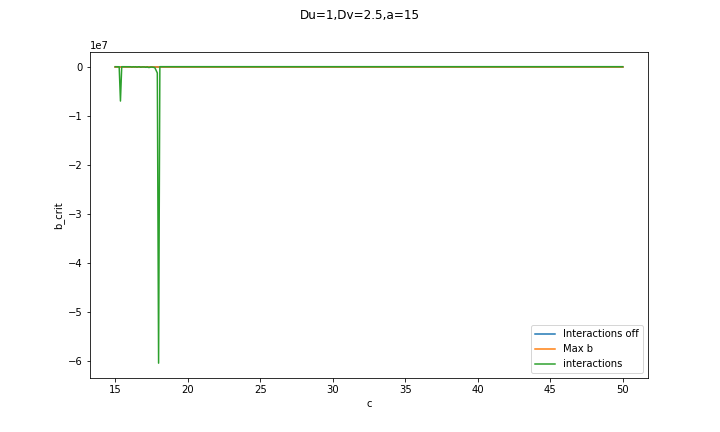 Du=1,Dv=2.5,a=15
1e7
0
−1
−2
−3
−4
−5
−6
b_crit
15 20 25 30 35 40 45 50
c
Interactions off
Max b
interactions